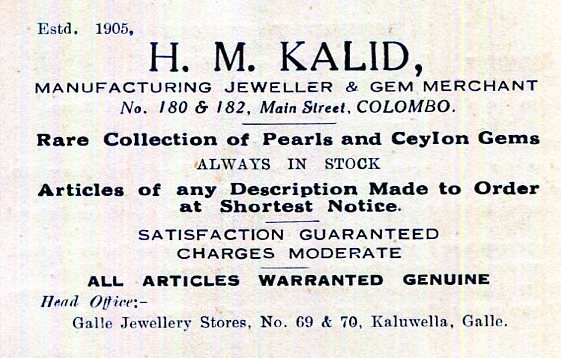 Estd. 1905,
H. M. KALID,
MANUFACTURING JEWELLER & GEM MERCHANT
No. 180 & 182, Main Street, COLOMBO.
Rare Collection of Pearls and Ceylon Gems
ALWAYS IN STOCK
Articles of any Description Made to Order
at Shortest Notice.
SATISFACTION GUARANTEED
CHARGES MODERATE
ALL ARTICLES WARRANTED GENUINE
Head Office:-
Galle Jewellery Stores, No. 69 & 70, Kaluwella, Galle.